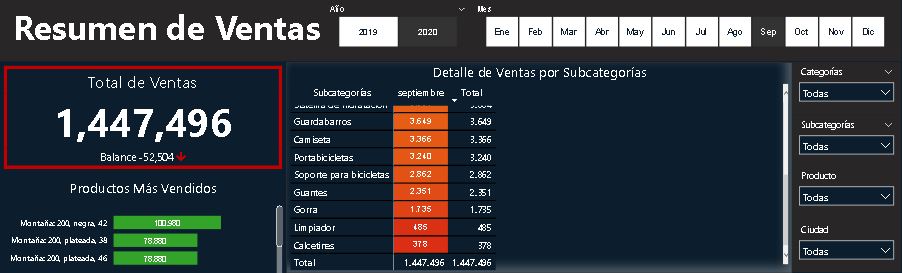 Resumen de Ventas
Año
2019
2020
Mes
Ene
Feb
Mar
Abr
May
Jun
Jul
Ago
Sep
Oct
Nov
Dic
Total de Ventas
1,447,496
Balance -52,504
Productos Más Vendidos
Montaña: 200, negra, 42 100,980
Montaña: 200, plateada, 38 78,880
Montaña: 200, plateada, 46 78,880
Detalle de Ventas por Subcategorías
Subcategorías septiembre Total
Guardabarros 3.649 3.649
Camiseta 3.366 3.366
Portabicicletas 3.240 3.240
Soporte para bicicletas 2.862 2.862
Guantes 2.351 2.351
Gorra 1.735 1.735
Limpiador 485 485
Calcetines 378 378
Total 1.447.496 1.447.496
Categorías
Todas
Subcategorías
Todas
Producto
Todas
Ciudad
Todas